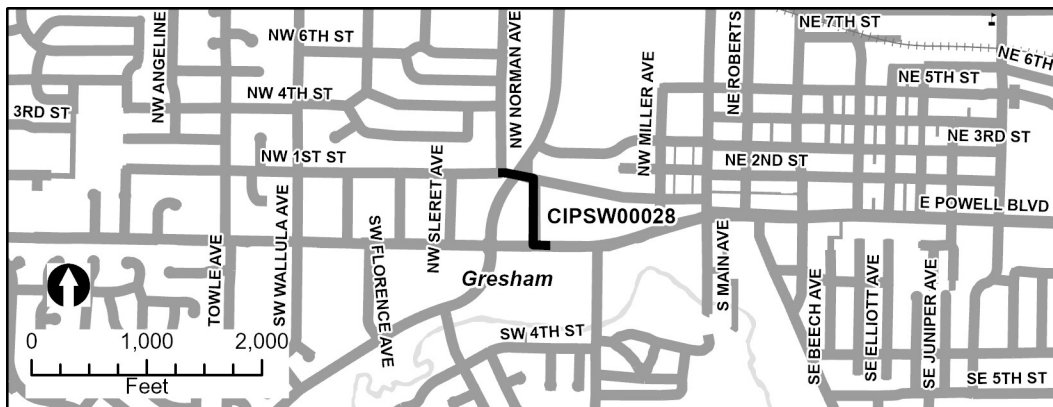 NE 7TH ST
NW 6TH ST
NE 6TH
NW ANGELINE
NW NORMAN AVE
NE ROBERTS
NE 5TH ST
NW 4TH ST
NW MILLER AVE
3RD ST
NE 3RD ST
NW 1ST ST
NE 2ND ST
NW SLERET AVE
CIPSW00028
E POWELL BLVD
TOWLE AVE
SW WALLULA AVE
SW FLORENCE AVE
Gresham
S MAIN AVE
SE BEECH AVE
SE ELLIOTT AVE
SE JUNIPER AVE
SW 4TH ST
0 1,000 2,000
Feet
SE 5TH ST